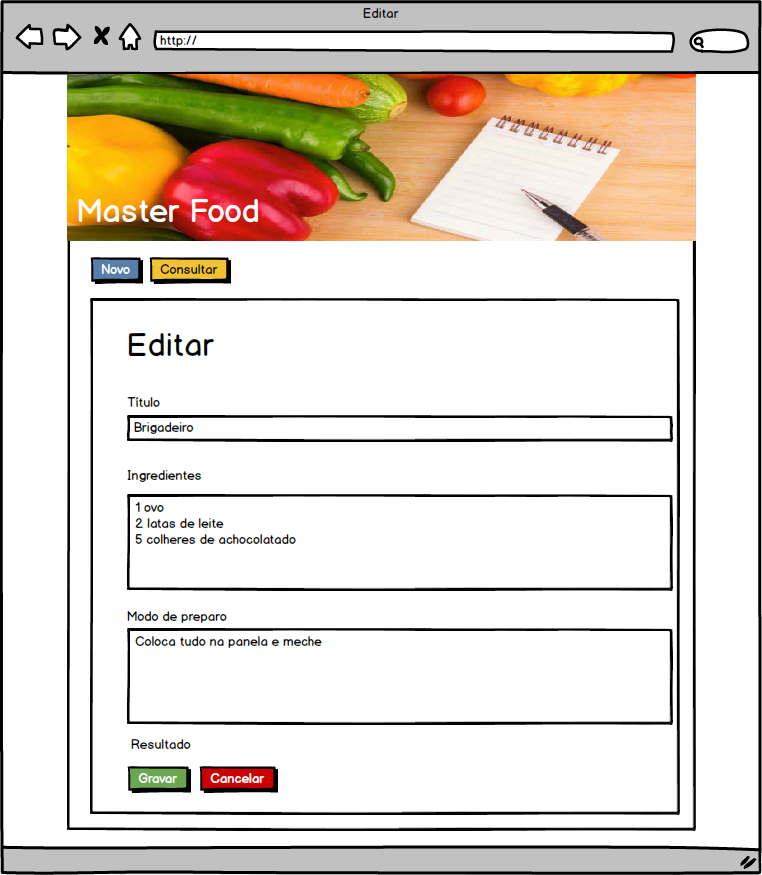 Editar
http://
Master Food
Novo
Consultar
Editar
Título
Brigadeiro
Ingredientes
1 ovo
2 latas de leite
5 colheres de achocolatado
Modo de preparo
Coloca tudo na panela e meche
Resultado
Gravar
Cancelar